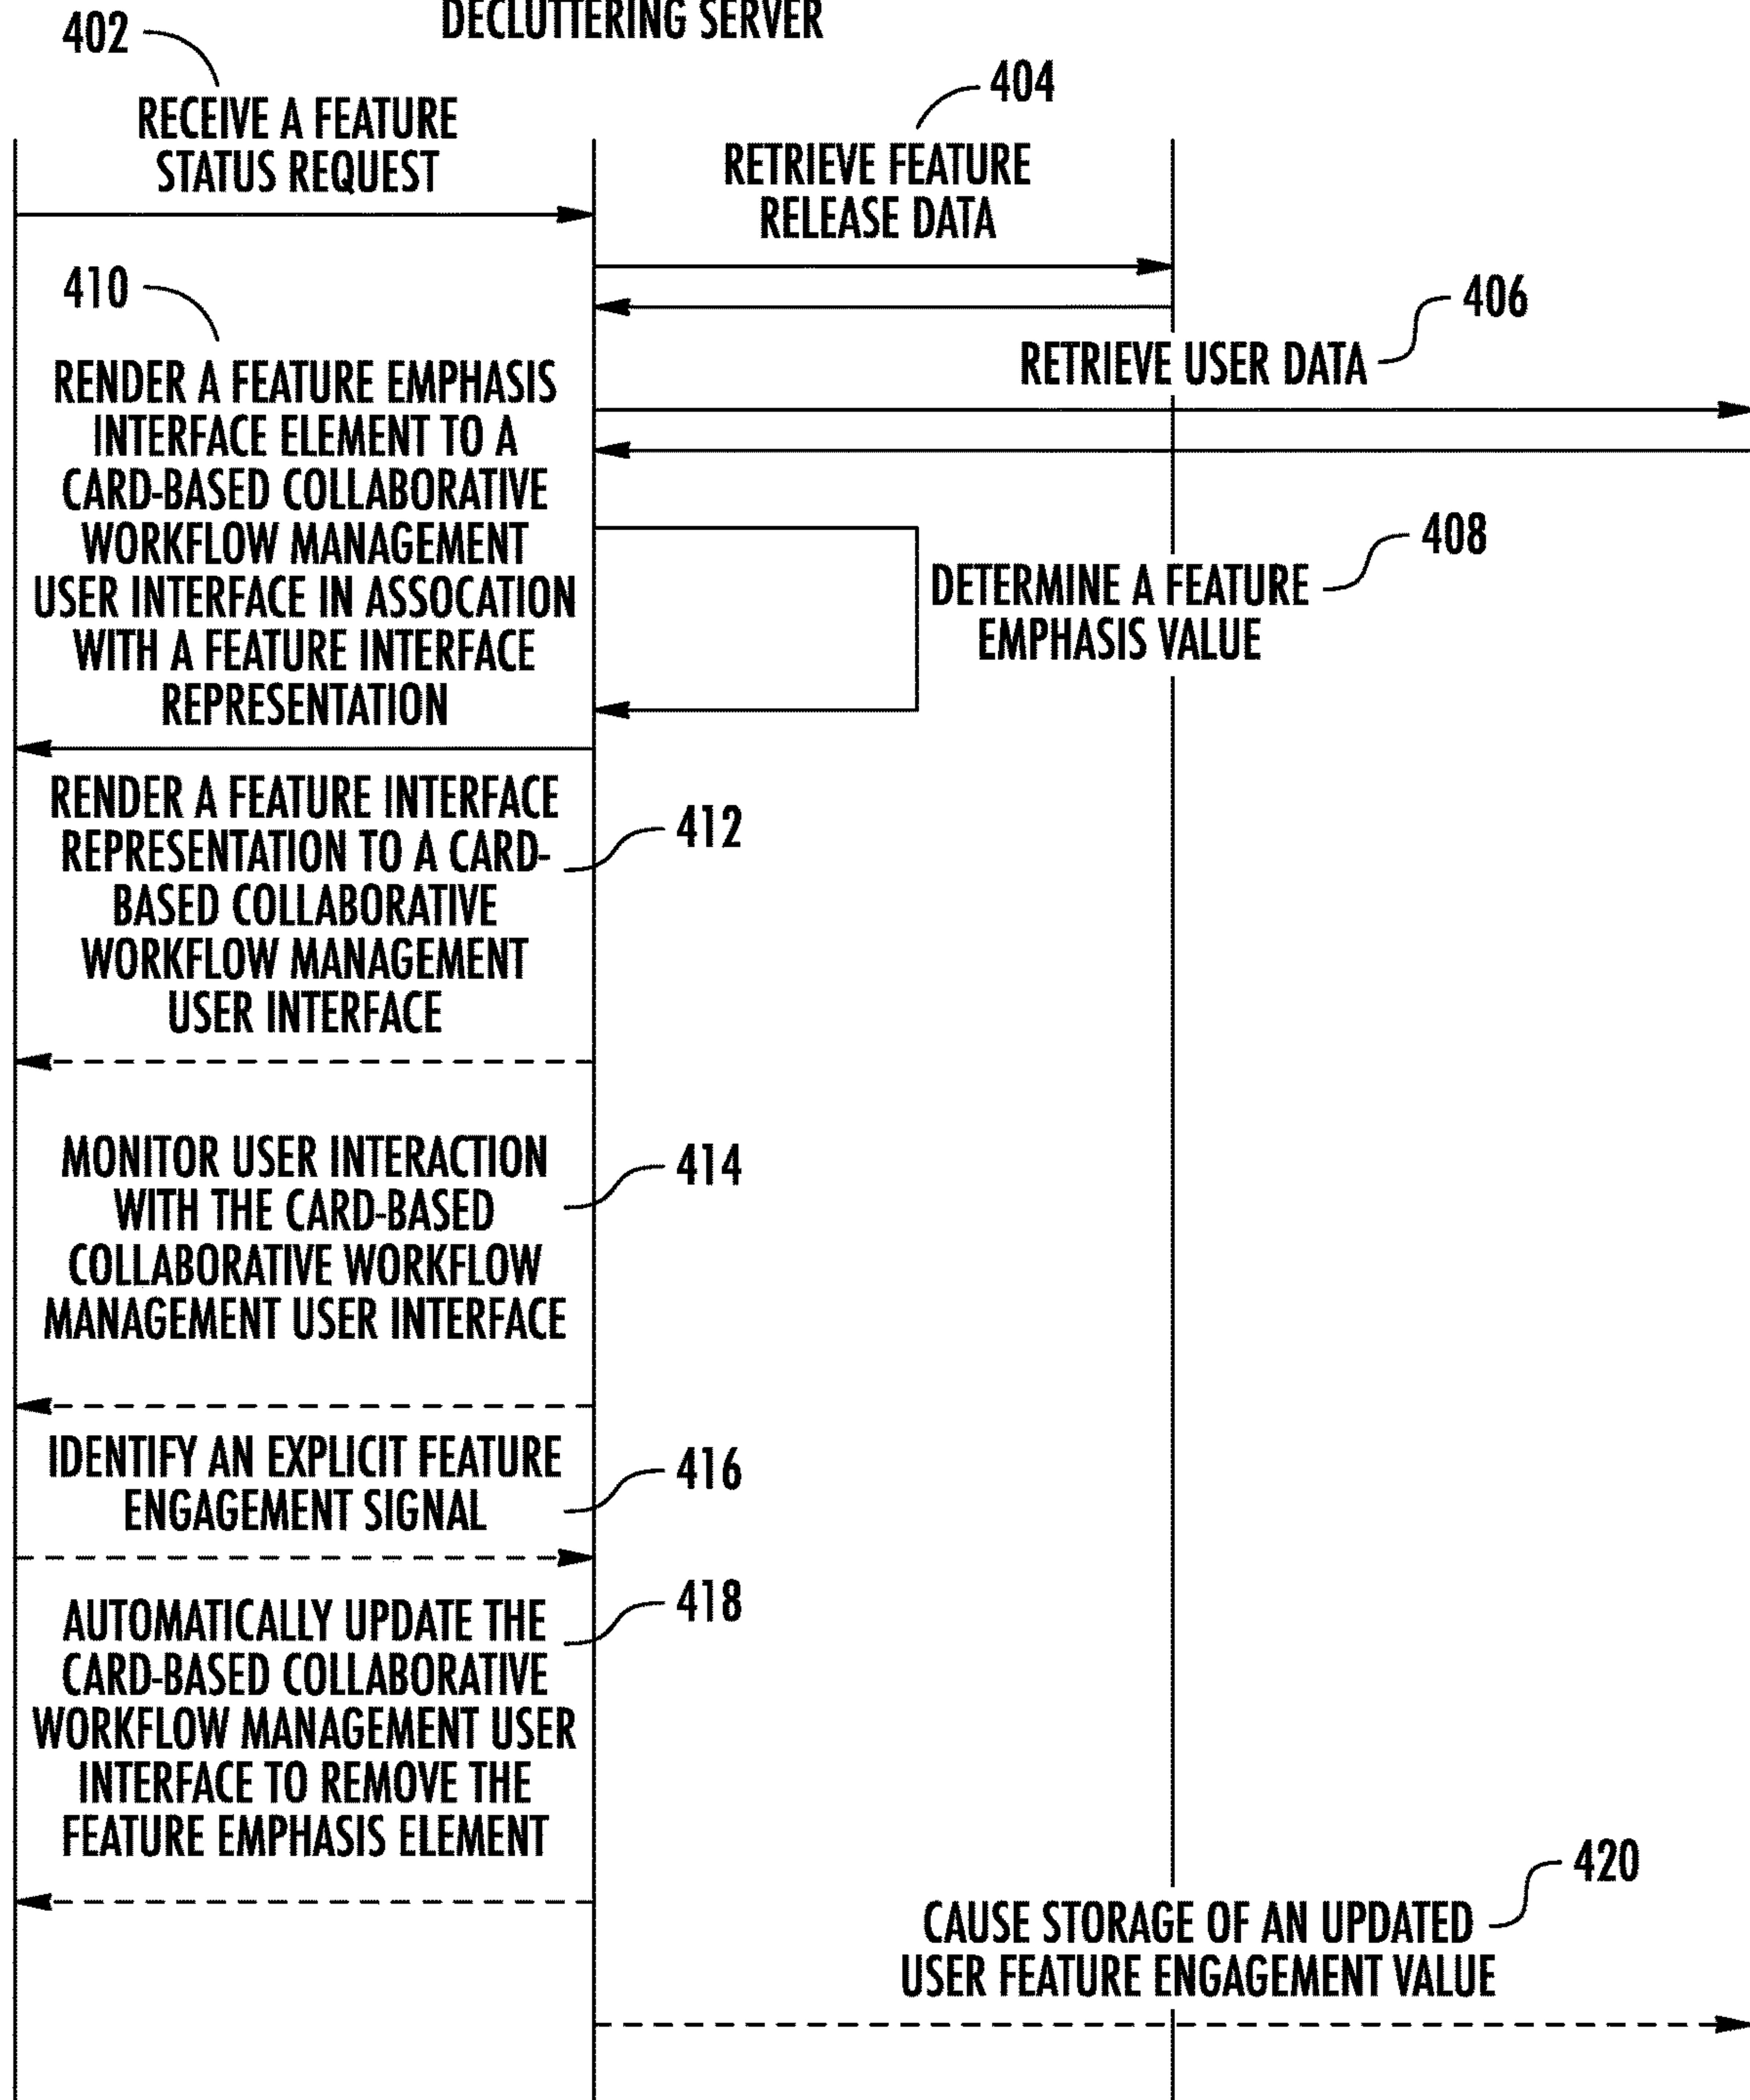 DECLUTTERING SERVER
402
RECEIVE A FEATURE
STATUS REQUEST
404
RETRIEVE FEATURE
RELEASE DATA
406
RETRIEVE USER DATA
408
DETERMINE A FEATURE
EMPHASIS VALUE
410
RENDER A FEATURE EMPHASIS
INTERFACE ELEMENT TO A
CARD-BASED COLLABORATIVE
WORKFLOW MANAGEMENT
USER INTERFACE IN ASSOCATION
WITH A FEATURE INTERFACE
REPRESENTATION
RENDER A FEATURE INTERFACE
REPRESENTATION TO A CARD-
BASED COLLABORATIVE
WORKFLOW MANAGEMENT
USER INTERFACE
412
MONITOR USER INTERACTION
WITH THE CARD-BASED
COLLABORATIVE WORKFLOW
MANAGEMENT USER INTERFACE
414
IDENTIFY AN EXPLICIT FEATURE
ENGAGEMENT SIGNAL
416
AUTOMATICALLY UPDATE THE
CARD-BASED COLLABORATIVE
WORKFLOW MANAGEMENT USER
INTERFACE TO REMOVE THE
FEATURE EMPHASIS ELEMENT
418
420
CAUSE STORAGE OF AN UPDATED
USER FEATURE ENGAGEMENT VALUE